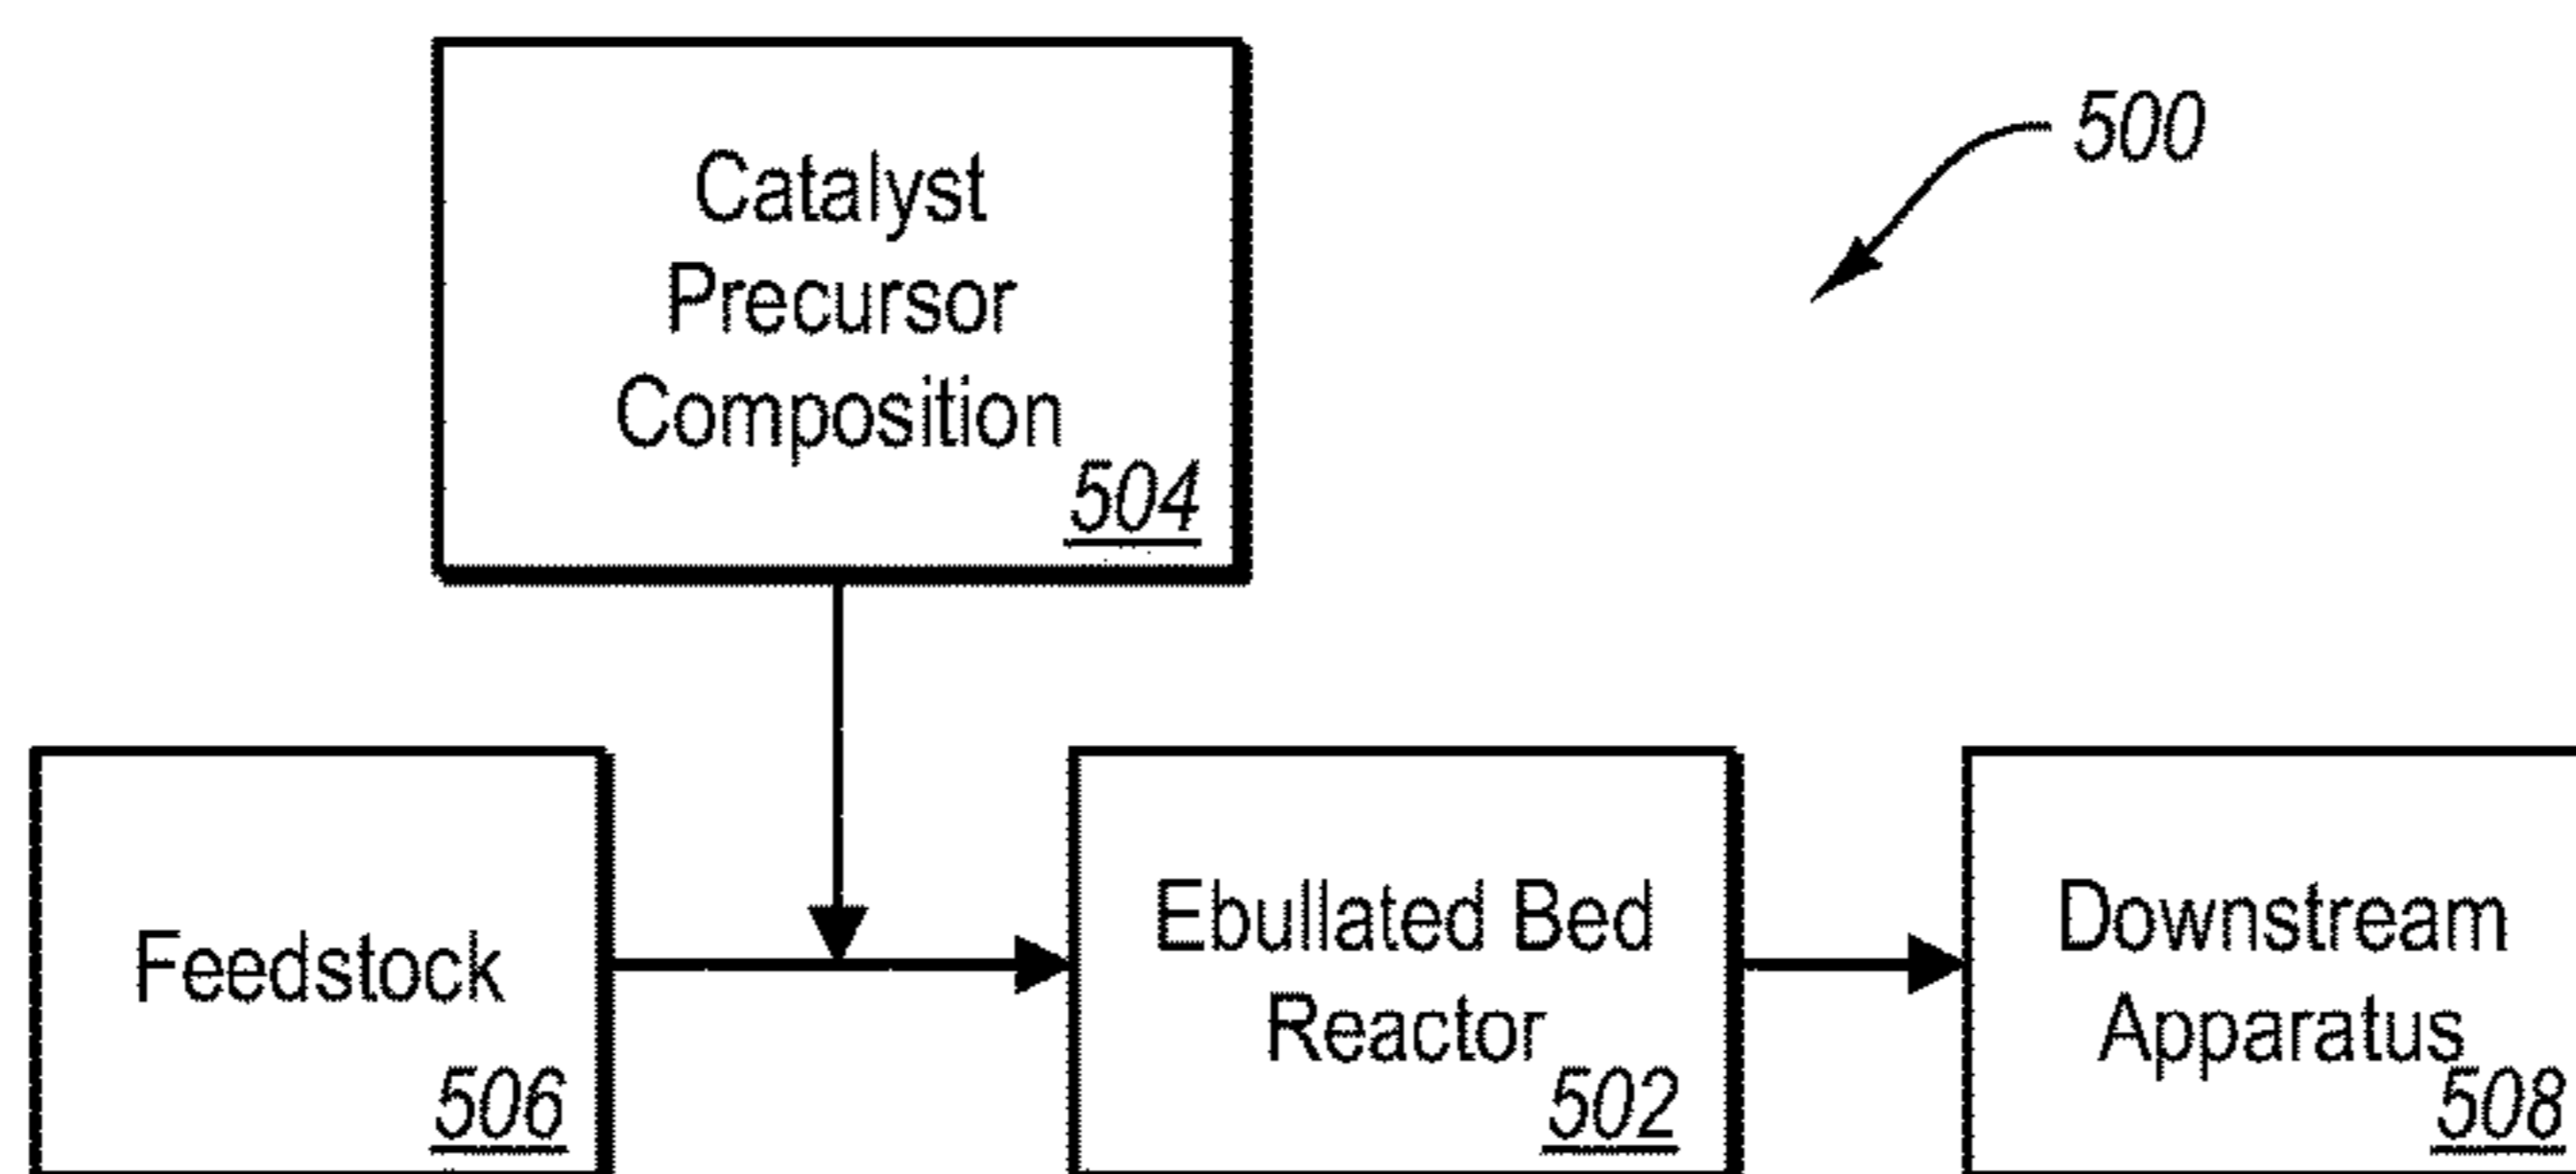 Catalyst
Precursor
Composition
504
500
Feedstock
506
Ebullated Bed
Reactor
502
Downstream
Apparatus
508